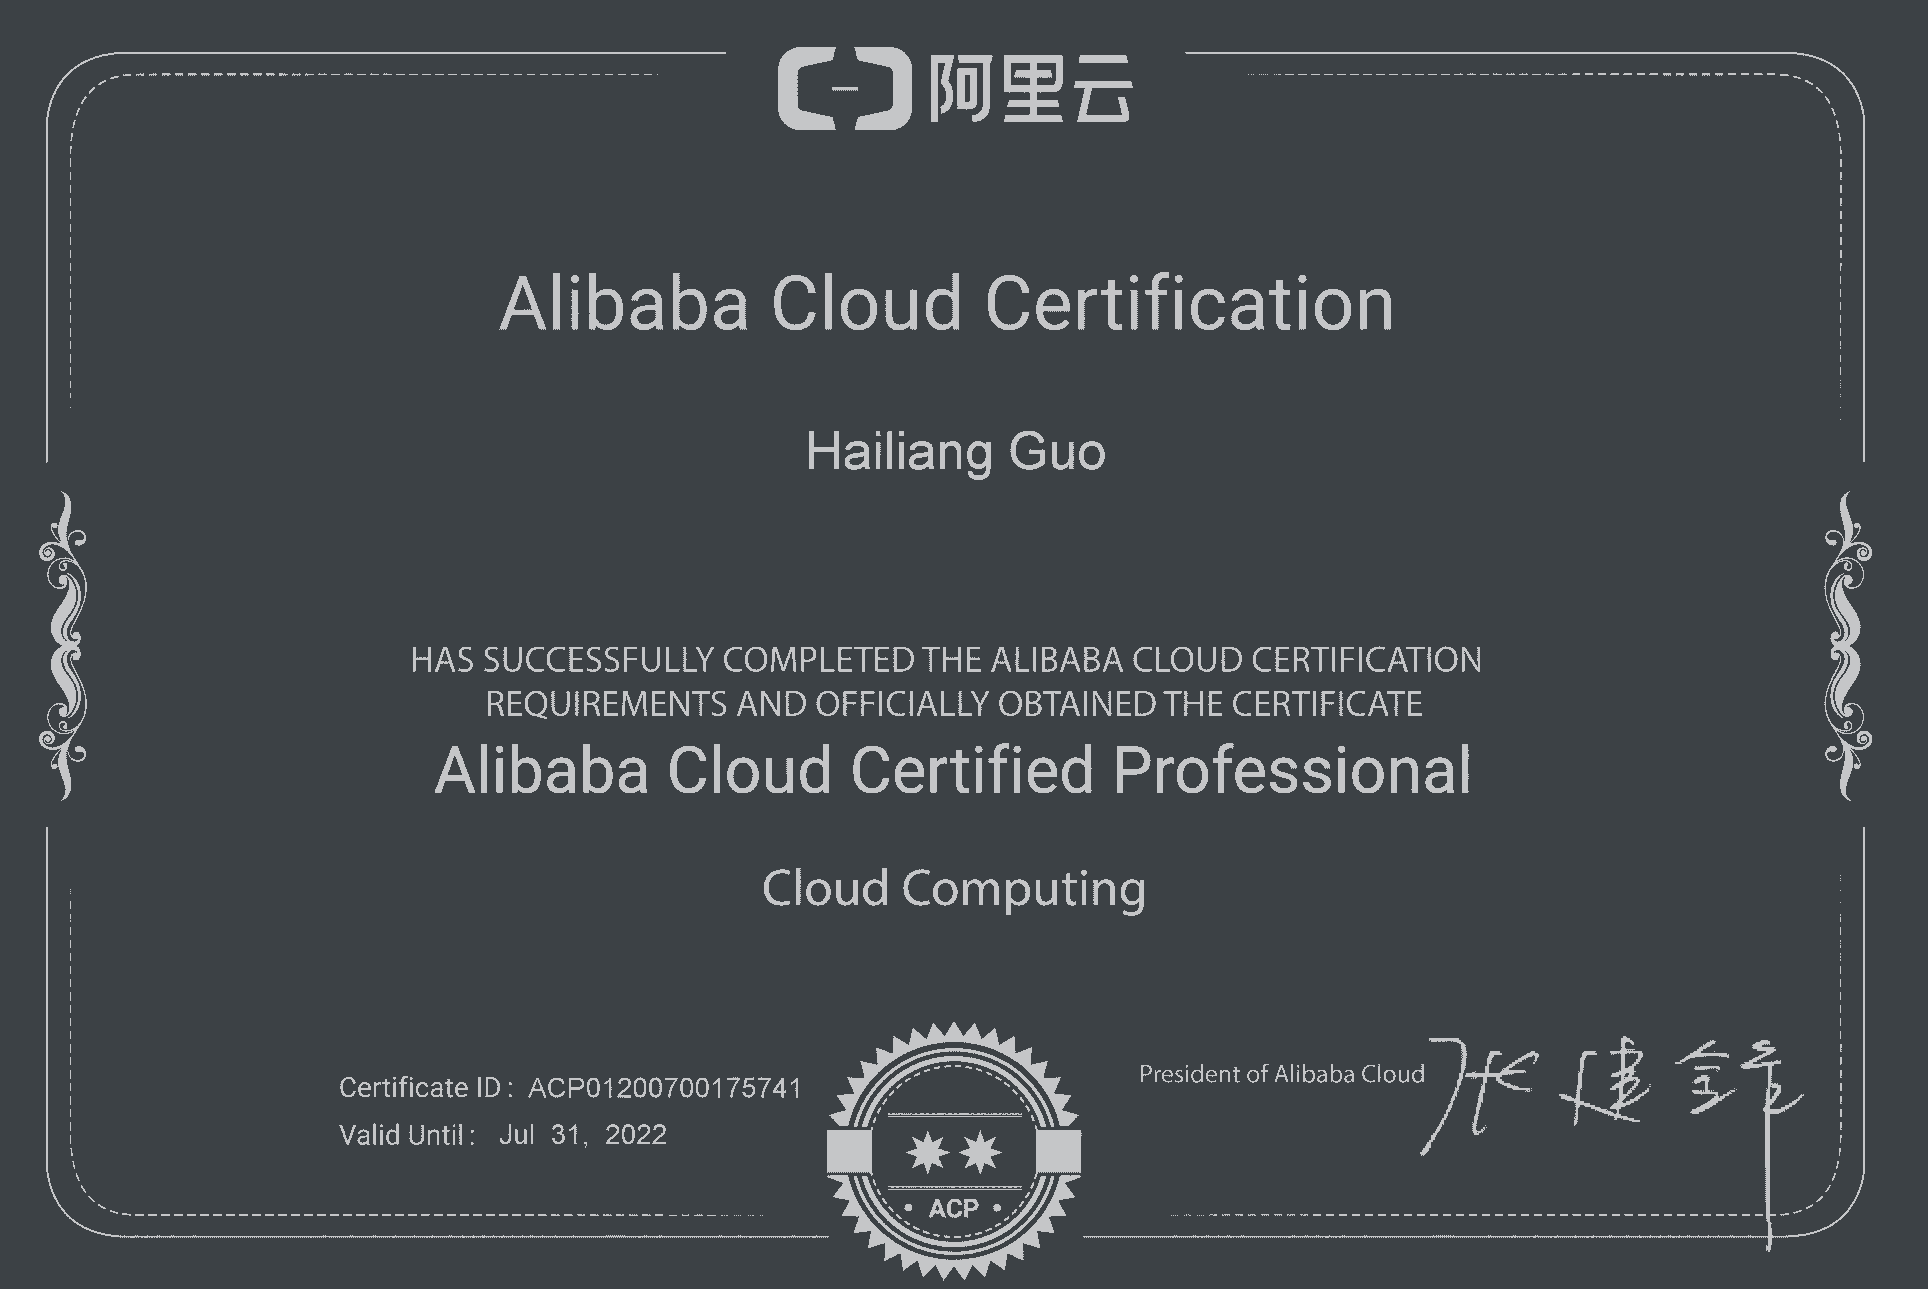 阿里云
Alibaba Cloud Certification
Hailiang Guo
HAS SUCCESSFULLY COMPLETED THE ALIBABA CLOUD CERTIFICATION
REQUIREMENTS AND OFFICIALLY OBTAINED THE CERTIFICATE
Alibaba Cloud Certified Professional
Cloud Computing
Certificate ID : ACP01200700175741
Valid Until : Jul 31, 2022
ACP
President of Alibaba Cloud 张建锋